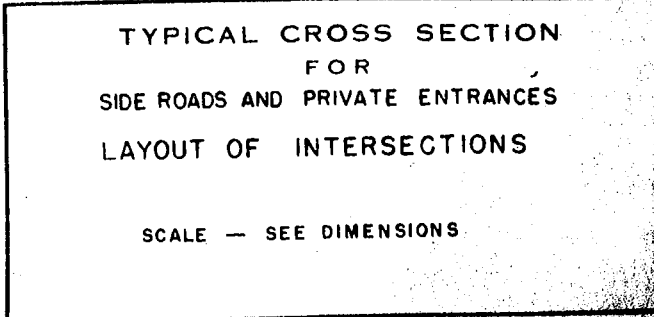 TYPICAL CROSS SECTION
FOR
SIDE ROADS AND PRIVATE ENTRANCES
LAYOUT OF INTERSECTIONS
SCALE — SEE DIMENSIONS